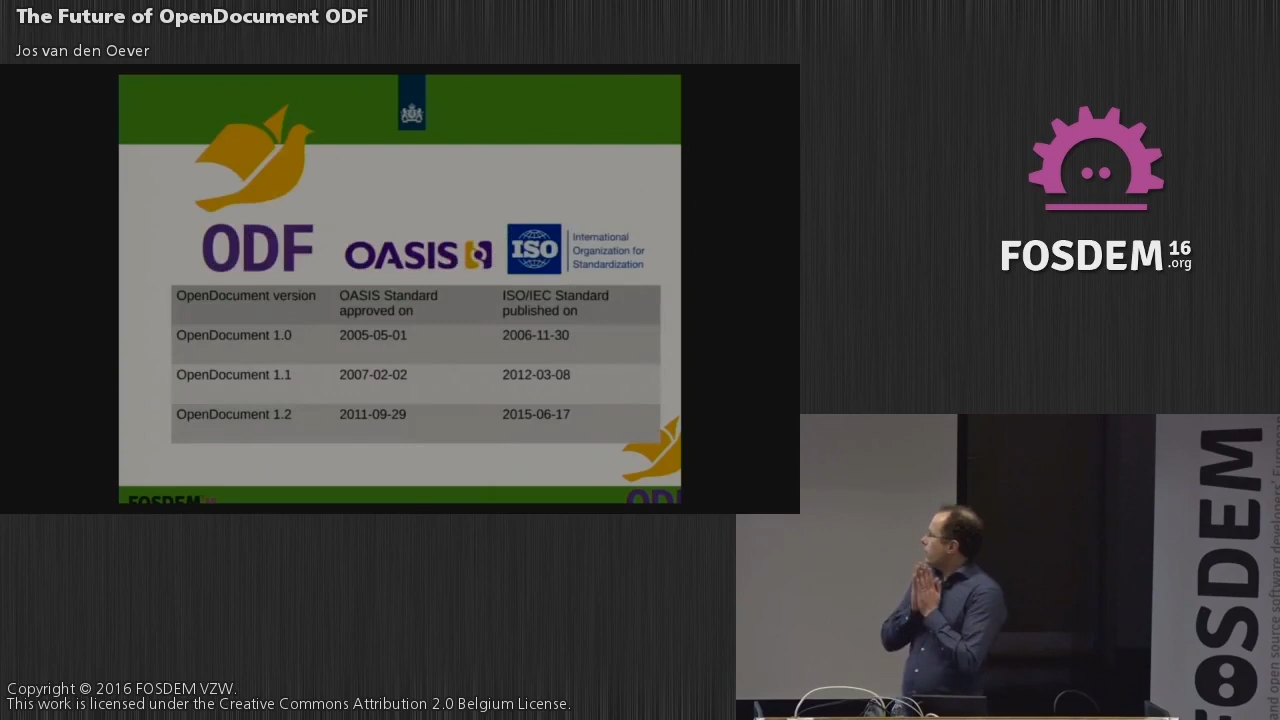 The Future of OpenDocument ODF
Jos van den Oever
ODF
OASIS
ISO
International
Organization for
Standardization
OpenDocument version OASIS Standard approved on ISO/IEC Standard published on
OpenDocument 1.0 2005-05-01 2006-11-30
OpenDocument 1.1 2007-02-02 2012-03-08
OpenDocument 1.2 2011-09-29 2015-06-17
FOSDEM
FOSDEM 16
.org
FOSDEM
Copyright © 2016 FOSDEM VZW.
This work is licensed under the Creative Commons Attribution 2.0 Belgium License.